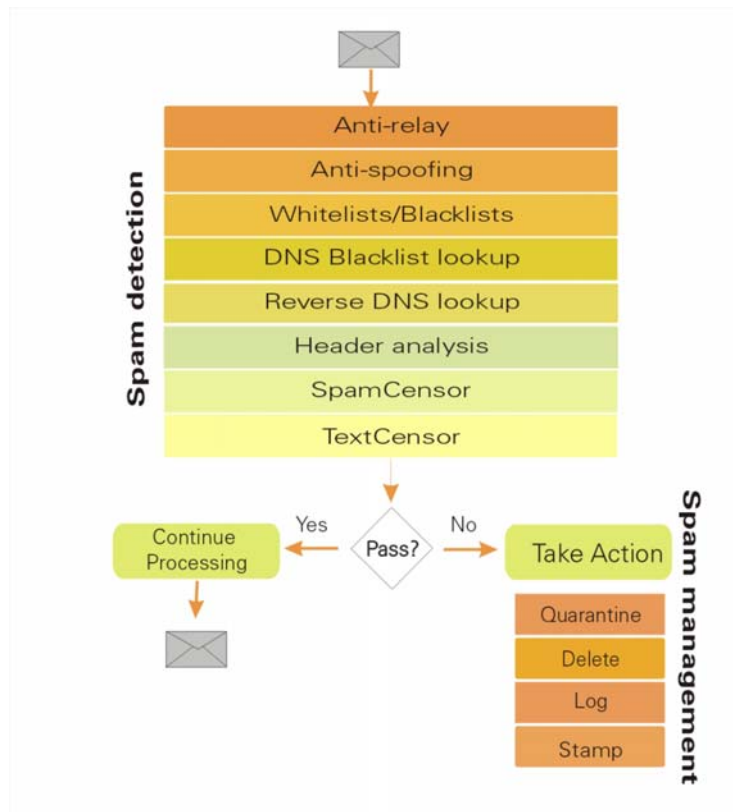 Spam detection
Anti-relay
Anti-spoofing
Whitelists/Blacklists
DNS Blacklist lookup
Reverse DNS lookup
Header analysis
SpamCensor
TextCensor
Yes
Pass?
No
Continue
Processing
Take Action
Spam management
Quarantine
Delete
Log
Stamp